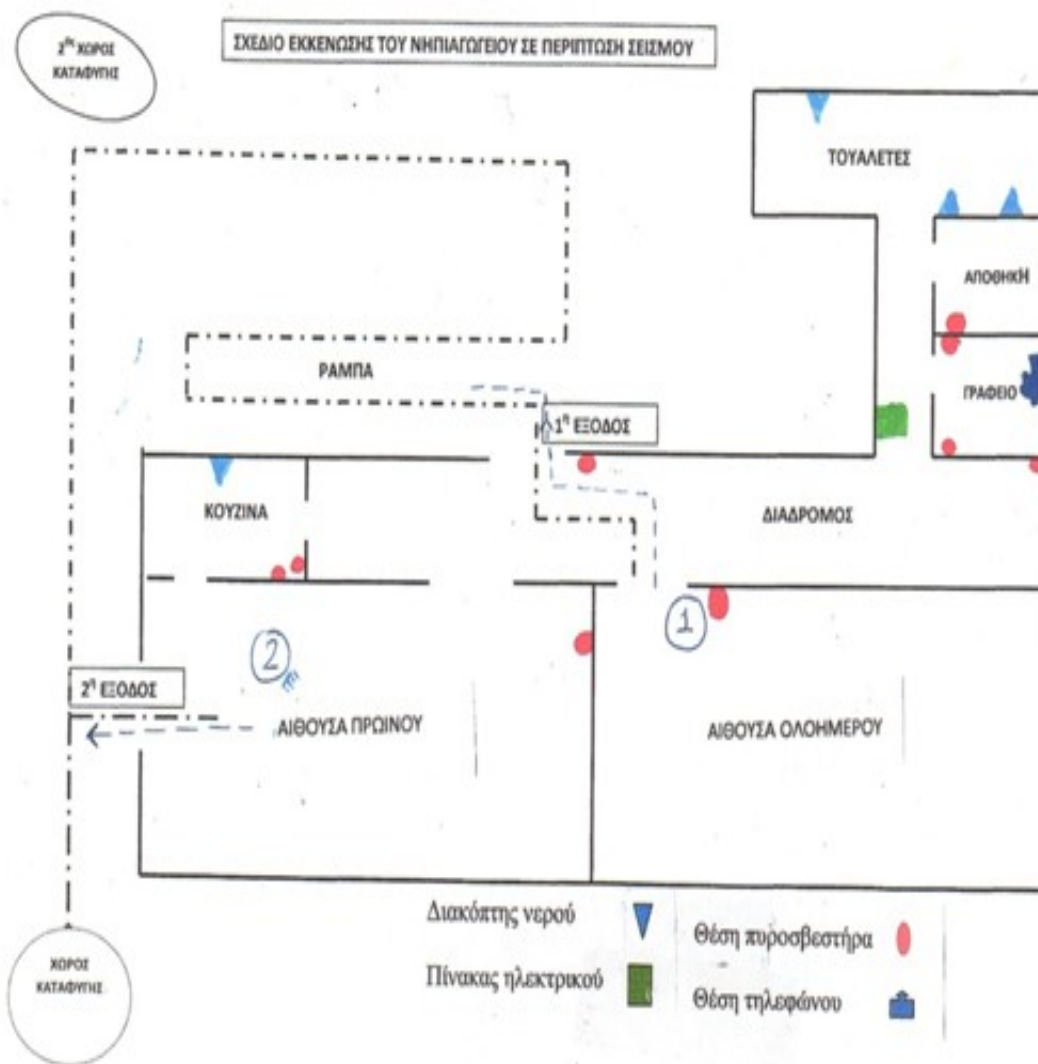 2ος ΧΩΡΟΣ
ΚΑΤΑΦΥΓΗΣ
ΣΧΕΔΙΟ ΕΚΚΕΝΩΣΗΣ ΤΟΥ ΝΗΠΙΑΓΩΓΕΙΟΥ ΣΕ ΠΕΡΙΠΤΩΣΗ ΣΕΙΣΜΟΥ
ΤΟΥΑΛΕΤΕΣ
ΑΠΟΘΗΚΗ
ΡΑΜΠΑ
ΓΡΑΦΕΙΟ
1η ΕΞΟΔΟΣ
ΚΟΥΖΙΝΑ
ΔΙΑΔΡΟΜΟΣ
1
2
2η ΕΞΟΔΟΣ
ΑΙΘΟΥΣΑ ΠΡΩΙΝΟΥ
ΑΙΘΟΥΣΑ ΟΛΟΗΜΕΡΟΥ
Διακόπτης νερού
Θέση πυροσβεστήρα
Πίνακας ηλεκτρικού
Θέση τηλεφώνου
ΧΩΡΟΣ
ΚΑΤΑΦΥΓΗΣ